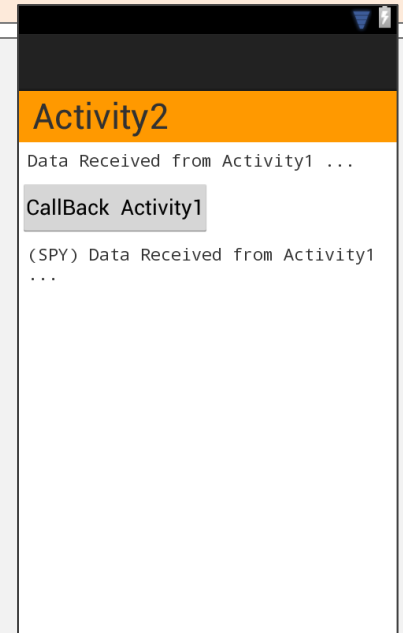 Activity2
Data Received from Activity1 ...
CallBack Activity1
(SPY) Data Received from Activity1
...